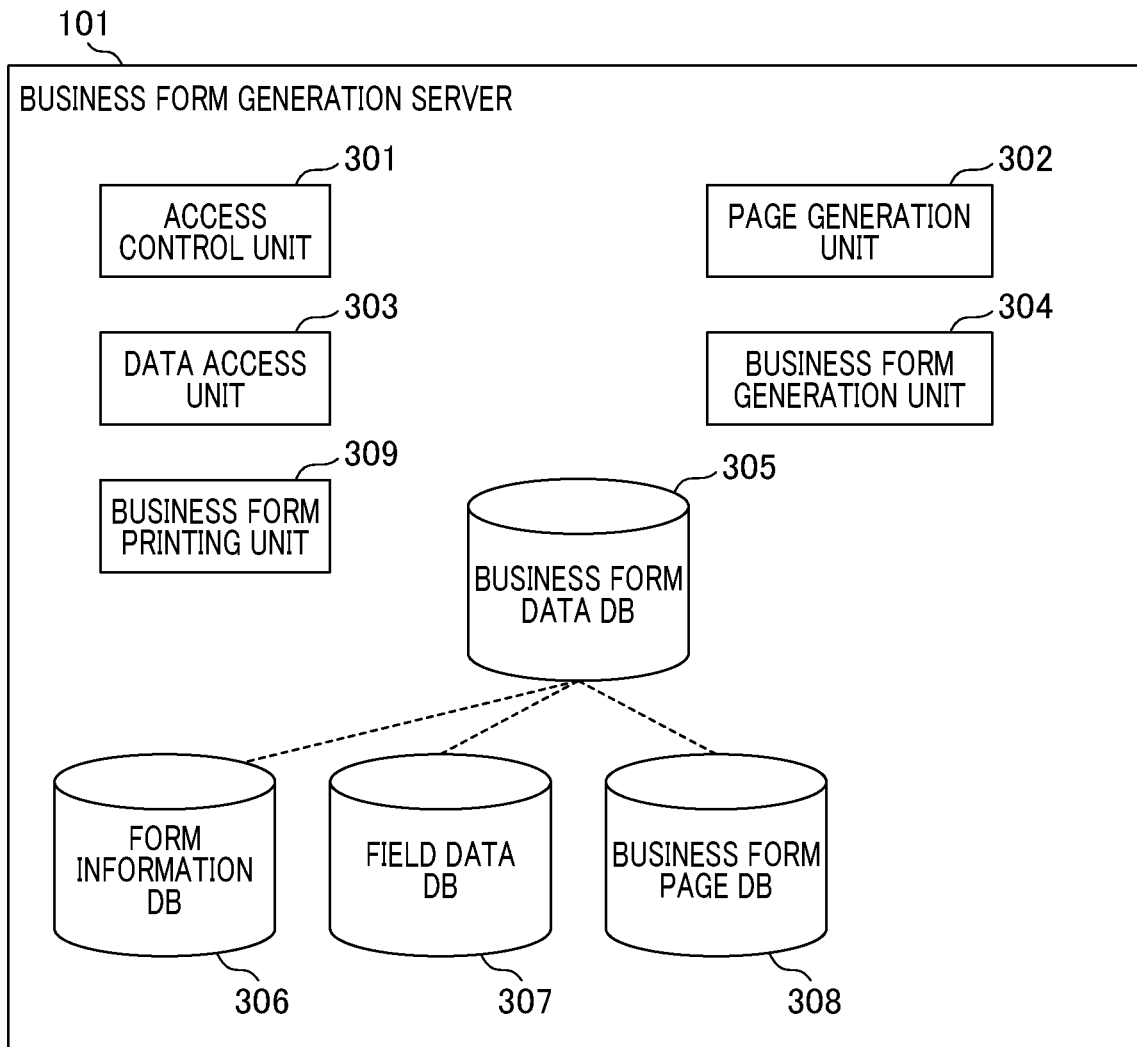 101
BUSINESS FORM GENERATION SERVER
301
ACCESS
CONTROL UNIT
302
PAGE GENERATION
UNIT
303
DATA ACCESS
UNIT
304
BUSINESS FORM
GENERATION UNIT
309
BUSINESS FORM
PRINTING UNIT
305
BUSINESS FORM
DATA DB
FORM
INFORMATION
DB
306
FIELD DATA
DB
307
BUSINESS FORM
PAGE DB
308